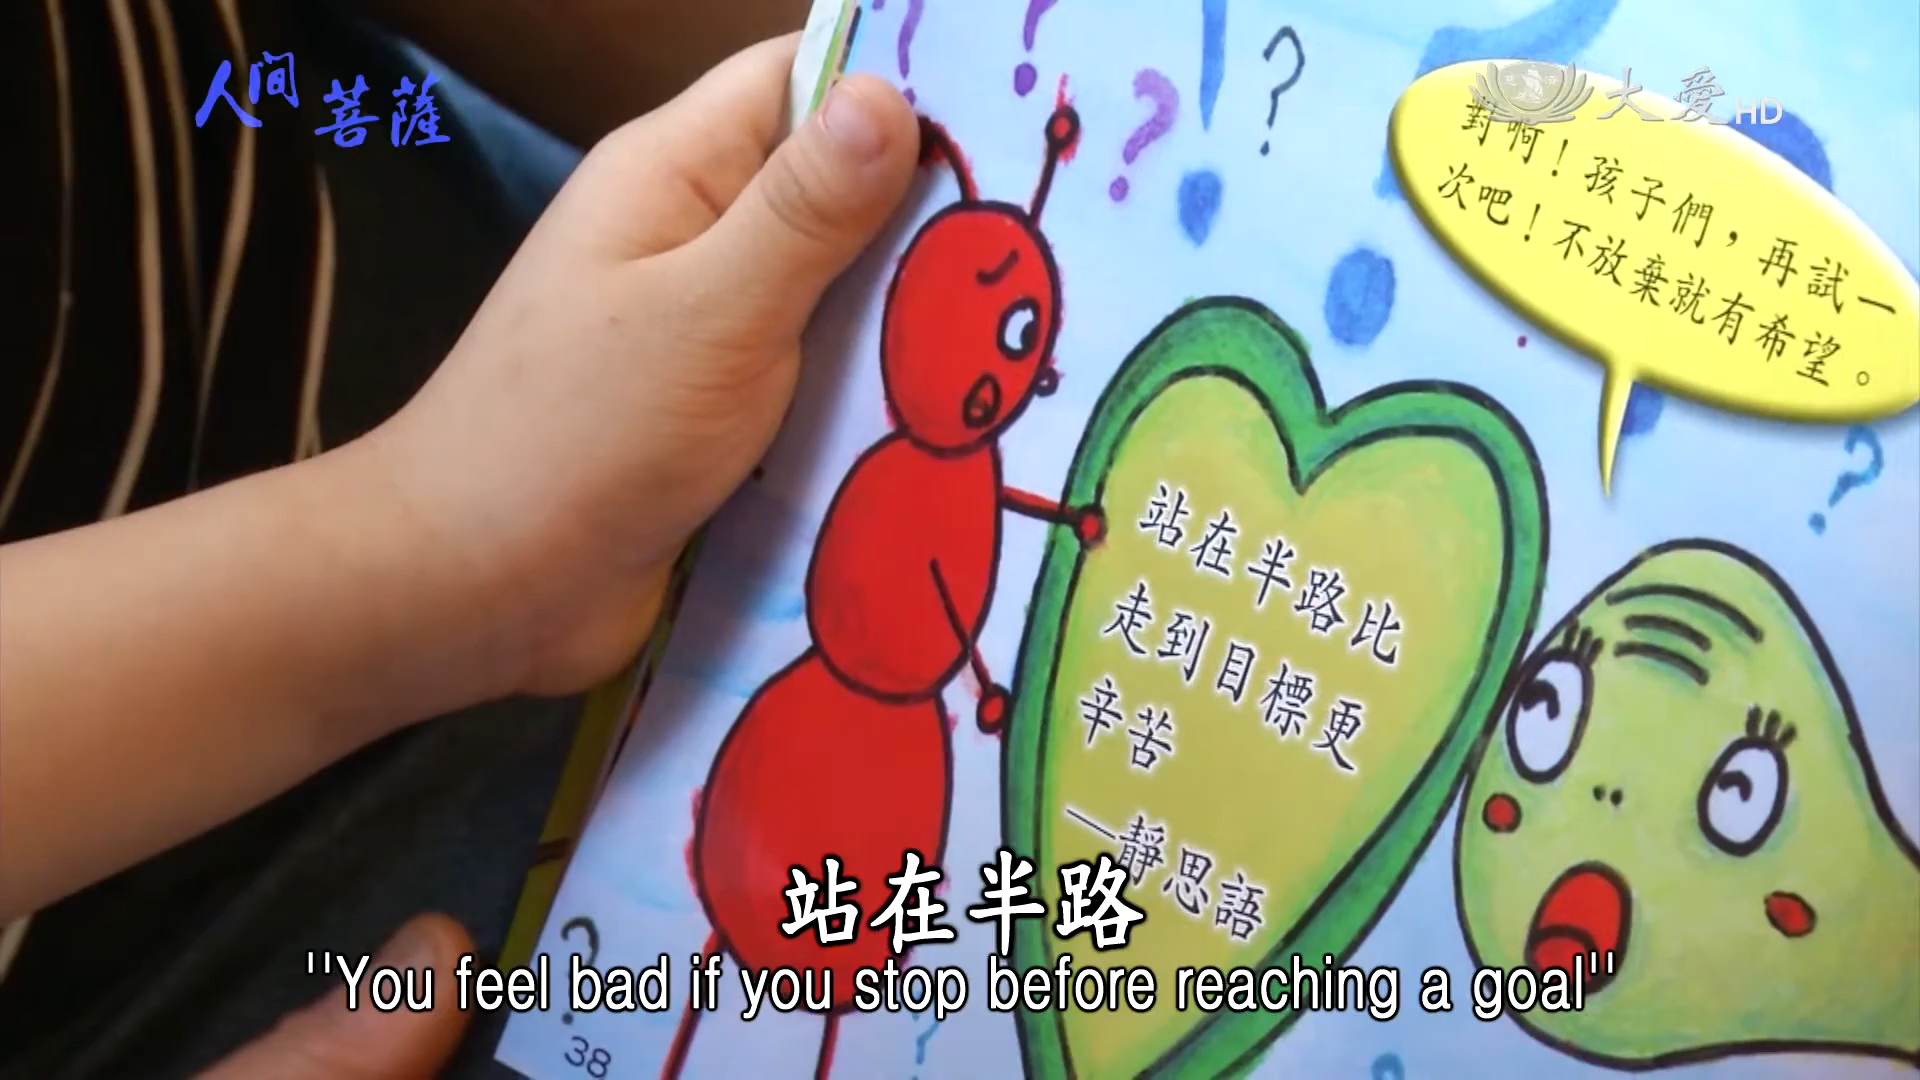 人间菩薩
大愛HD
對啊！孩子們，再試一
次吧！不放棄就有希望。
站在半路比
走到目標更
辛苦
—靜思語
站在半路
''You feel bad if you stop before reaching a goal''
38